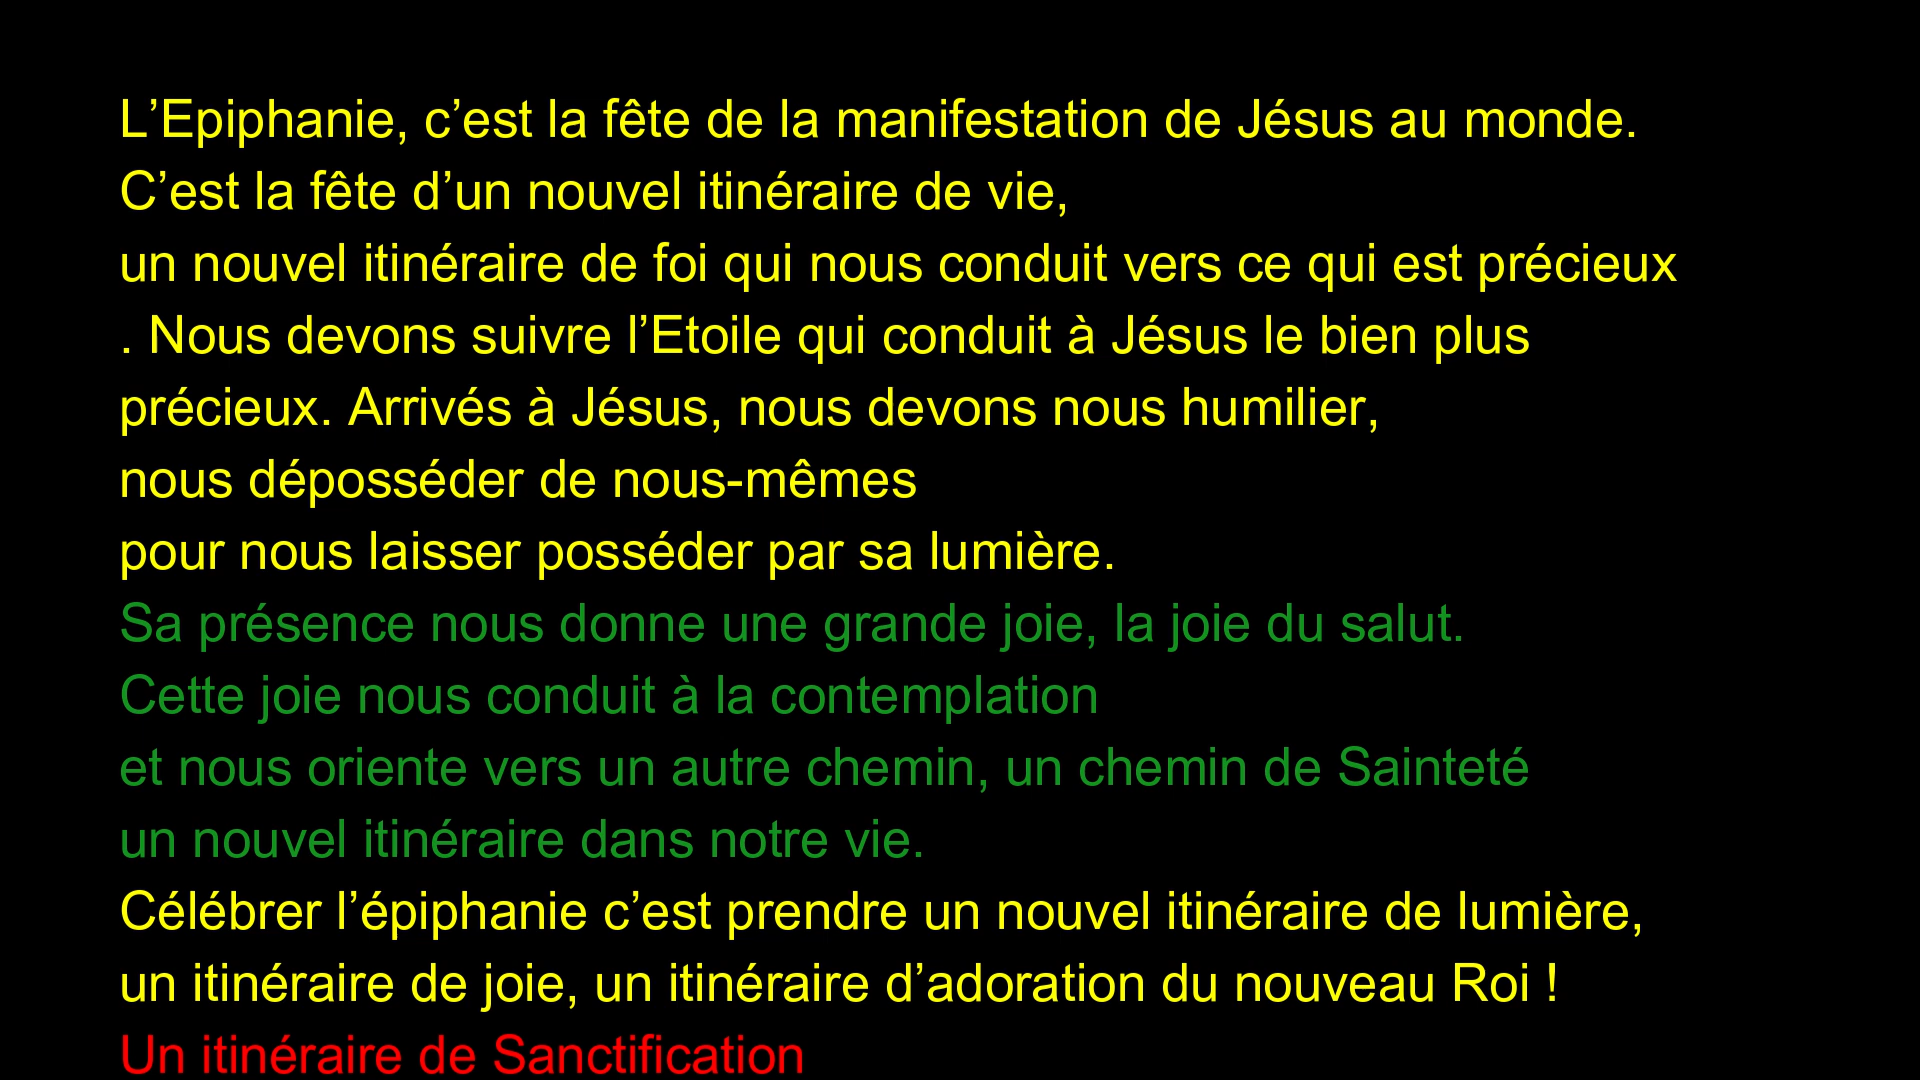 L’Epiphanie, c’est la fête de la manifestation de Jésus au monde.
C’est la fête d’un nouvel itinéraire de vie,
un nouvel itinéraire de foi qui nous conduit vers ce qui est précieux
. Nous devons suivre l’Etoile qui conduit à Jésus le bien plus
précieux. Arrivés à Jésus, nous devons nous humilier,
nous déposséder de nous-mêmes
pour nous laisser posséder par sa lumière.
Sa présence nous donne une grande joie, la joie du salut.
Cette joie nous conduit à la contemplation
et nous oriente vers un autre chemin, un chemin de Sainteté
un nouvel itinéraire dans notre vie.
Célébrer l’épiphanie c’est prendre un nouvel itinéraire de lumière,
un itinéraire de joie, un itinéraire d’adoration du nouveau Roi !
Un itinéraire de Sanctification